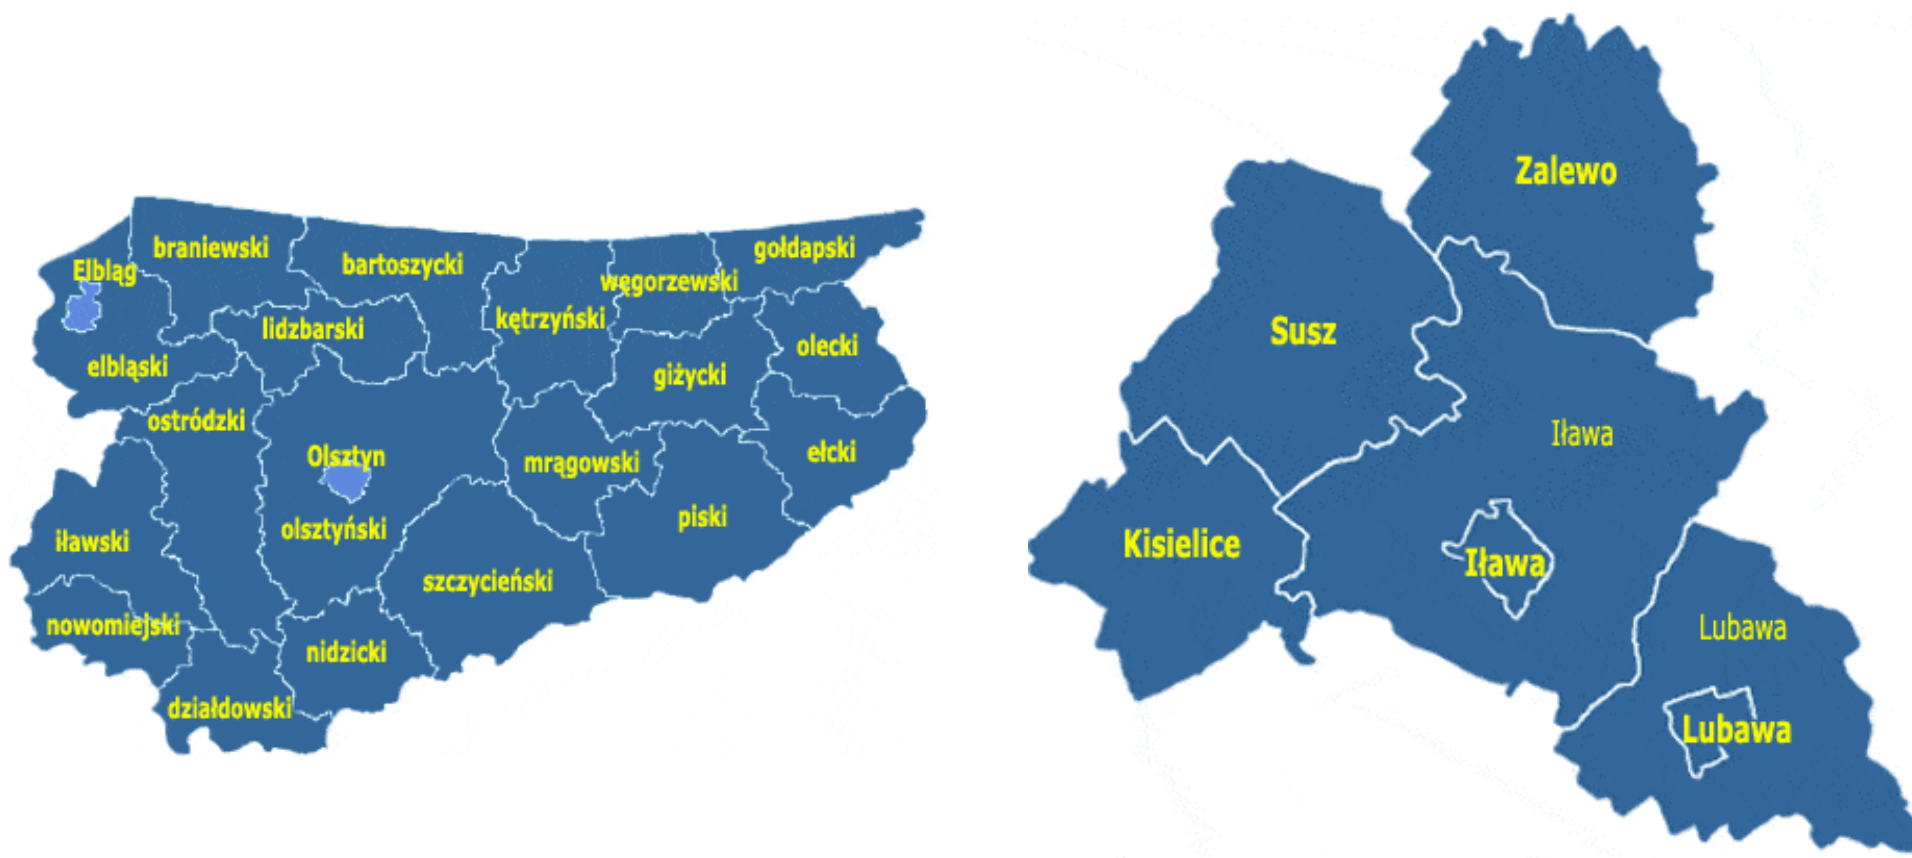 braniewski
bartoszycki
gołdapski
Elbląg
węgorzewski
lidzbarski
kętrzyński
olecki
elbląski
giżycki
ostródzki
Olsztyn
mrągowski
ełcki
olsztyński
piski
iławski
szczycieński
nowomiejski
nidzicki
działdowski
Zalewo
Susz
Iława
Kisielice
Iława
Lubawa
Lubawa